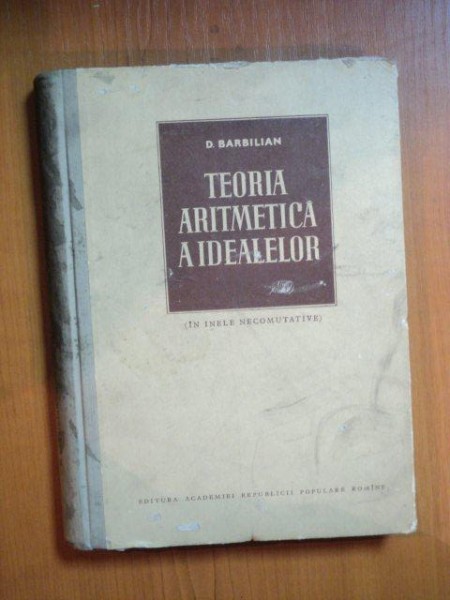 D. BARBILIAN
TEORIA
ARITMETICA
A IDEALELOR
(ÎN INELE NECOMUTATIVE)
EDITURA ACADEMIEI REPUBLICII POPULARE ROMÎNE